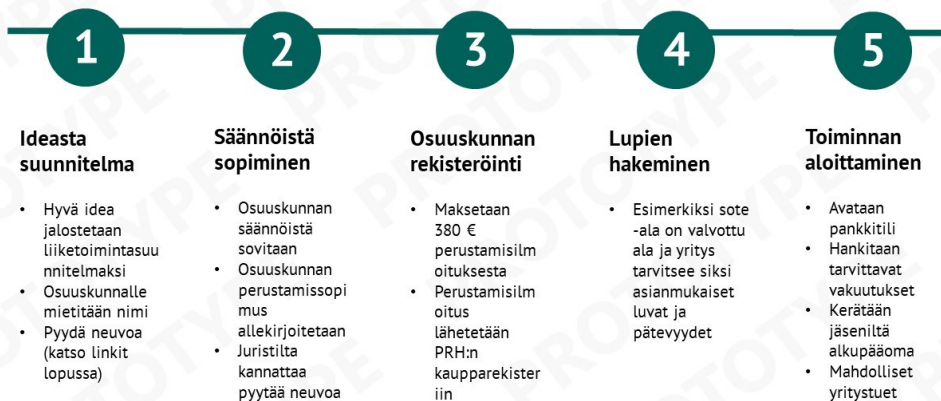 1
Ideasta
suunnitelma
• Hyvä idea
jalostetaan
liiketoimintasuu
nnitelmaksi
• Osuuskunnalle
mietitään nimi
• Pyydä neuvoa
(katso linkit
lopussa)
2
Säännöistä
sopiminen
• Osuuskunnan
säännöistä
sovitaan
• Osuuskunnan
perustamissopi
mus
allekirjoitetaan
• Juristilta
kannattaa
pyytää neuvoa
3
Osuuskunnan
rekisteröinti
• Maksetaan
380 €
perustamisilm
oituksesta
• Perustamisilm
oitus
lähetetään
PRH:n
kaupparekister
iin
4
Lupien
hakeminen
• Esimerkiksi sote
-ala on valvottu
ala ja yritys
tarvitsee siksi
asianmukaiset
luvat ja
pätevyydet
5
Toiminnan
aloittaminen
• Avataan
pankkitili
• Hankitaan
tarvittavat
vakuutukset
• Kerätään
jäseniltä
alkupääoma
• Mahdolliset
yritystuet
PROTOTYPE